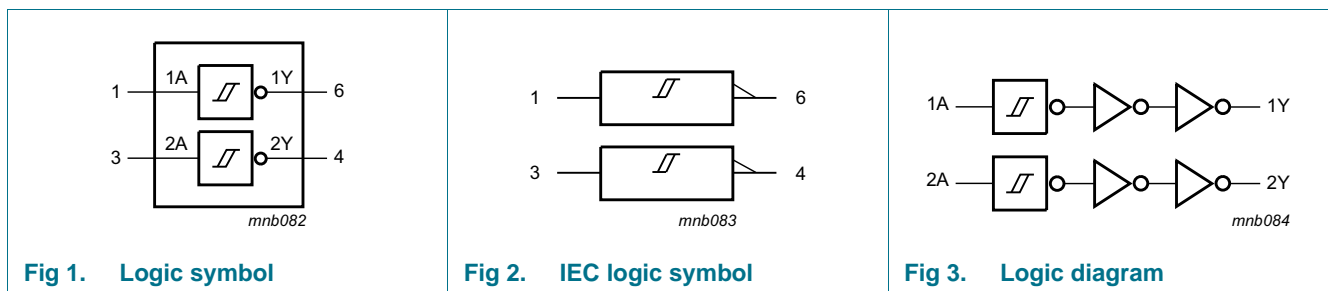 1 1A 1Y 6
3 2A 2Y 4
mnb082
Fig 1. Logic symbol
1 6
3 4
mnb083
Fig 2. IEC logic symbol
1A 1Y
2A 2Y
mnb084
Fig 3. Logic diagram